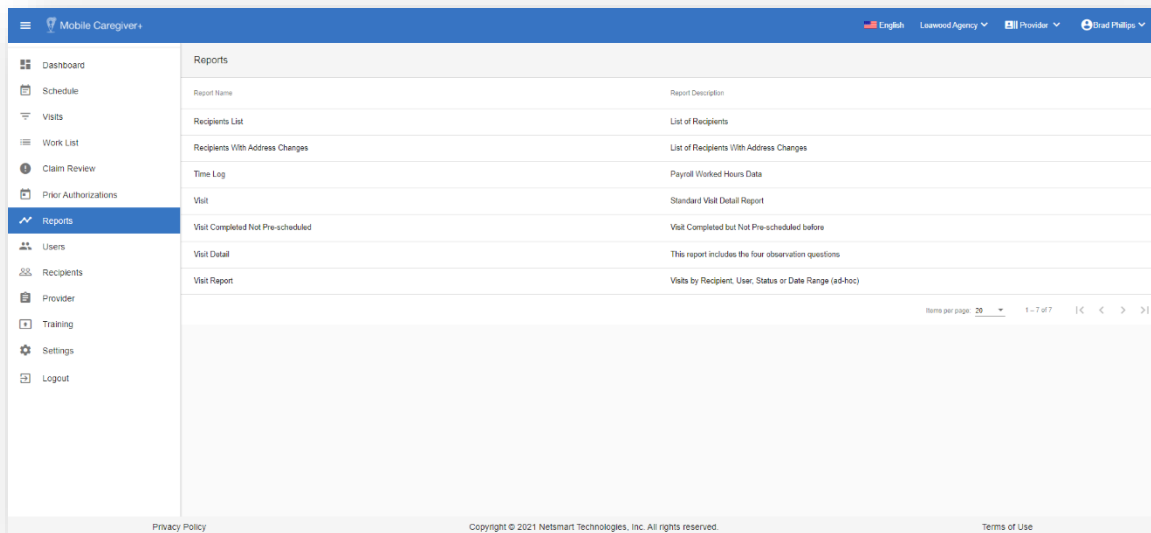 Mobile Caregiver+
English Leawood Agency Provider Brad Phillips
Dashboard
Schedule
Visits
Work List
Claim Review
Prior Authorizations
Reports
Users
Recipients
Provider
Training
Settings
Logout
Reports
Report Name Report Description
Recipients List List of Recipients
Recipients With Address Changes List of Recipients With Address Changes
Time Log Payroll Worked Hours Data
Visit Standard Visit Detail Report
Visit Completed Not Pre-scheduled Visit Completed but Not Pre-scheduled before
Visit Detail This report includes the four observation questions
Visit Report Visits by Recipient, User, Status or Date Range (ad-hoc)
Items per page: 20 1 – 7 of 7
Privacy Policy Copyright © 2021 Netsmart Technologies, Inc. All rights reserved. Terms of Use